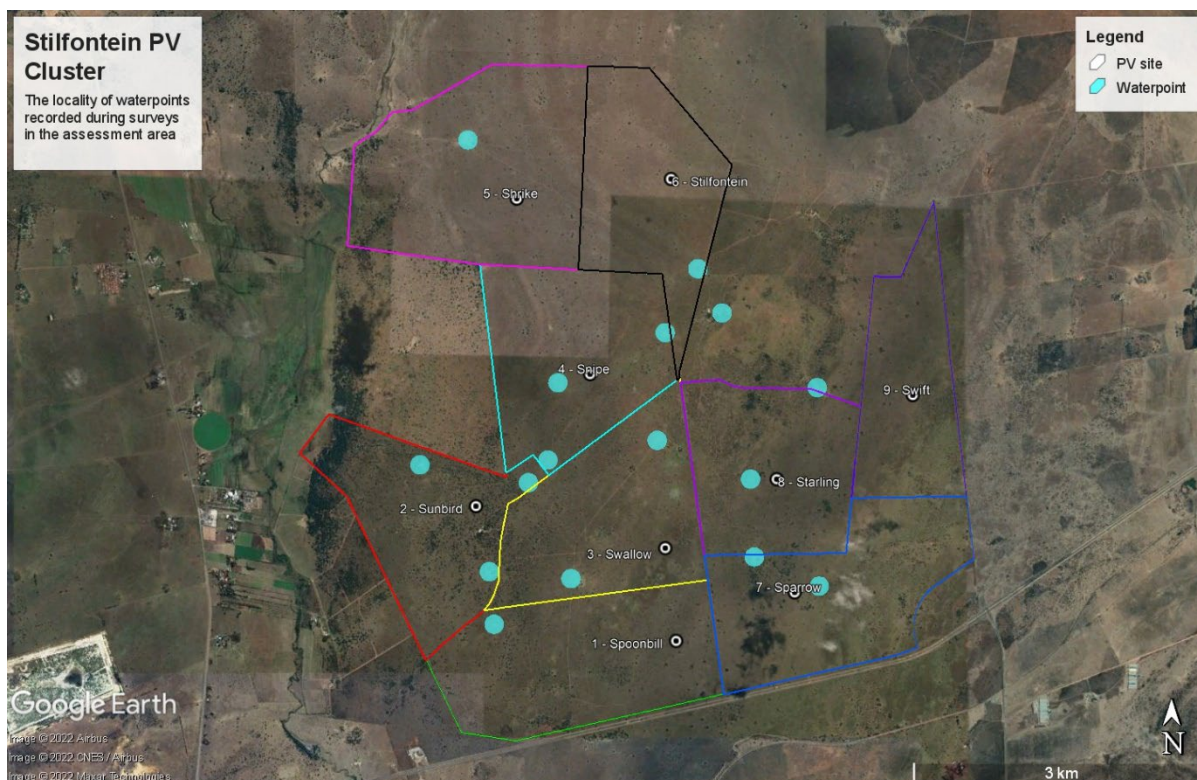 Stilfontein PV
Cluster
The locality of waterpoints
recorded during surveys
in the assessment area
Legend
PV site
Waterpoint
6 - Stilfontein
5 - Shrike
4 - Snipe
9 - Swift
8 - Starling
2 - Sunbird
3 - Swallow
7 - Sparrow
1 - Spoonbill
Google Earth
Image © 2022 Airbus
Image © 2022 CNES / Airbus
Image © 2022 Maxar Technologies
N
3 km